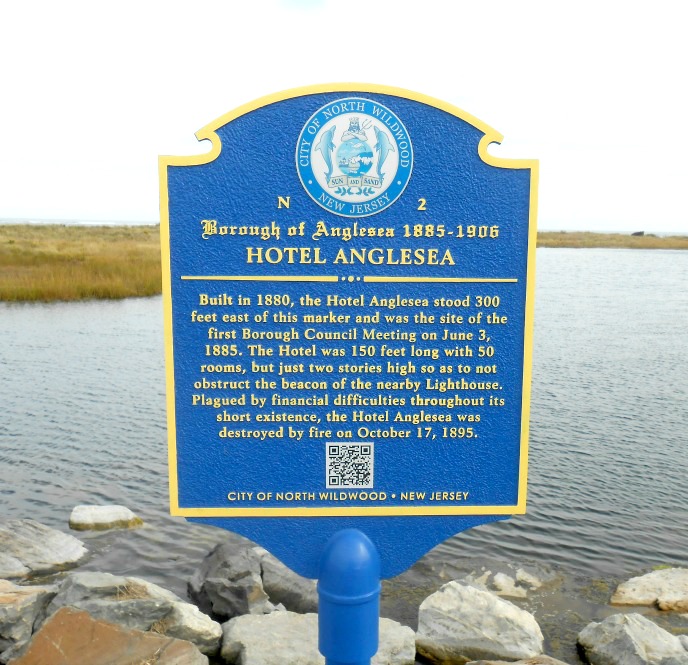 CITY OF NORTH WILDWOOD
SUN AND SAND
• NEW JERSEY •
N 2
Borough of Anglesea 1885-1906
HOTEL ANGLESEA
Built in 1880, the Hotel Anglesea stood 300
feet east of this marker and was the site of the
first Borough Council Meeting on June 3,
1885. The Hotel was 150 feet long with 50
rooms, but just two stories high so as to not
obstruct the beacon of the nearby Lighthouse.
Plagued by financial difficulties throughout its
short existence, the Hotel Anglesea was
destroyed by fire on October 17, 1895.
CITY OF NORTH WILDWOOD • NEW JERSEY